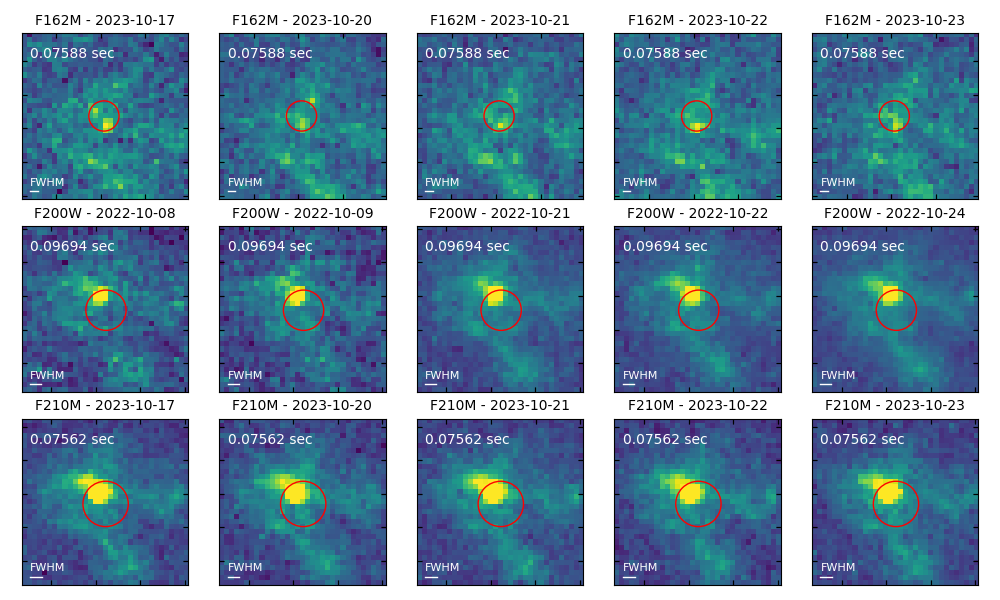 F162M - 2023-10-17 F162M - 2023-10-20 F162M - 2023-10-21 F162M - 2023-10-22 F162M - 2023-10-23
0.07588 sec 0.07588 sec 0.07588 sec 0.07588 sec 0.07588 sec
FWHM FWHM FWHM FWHM FWHM
F200W - 2022-10-08 F200W - 2022-10-09 F200W - 2022-10-21 F200W - 2022-10-22 F200W - 2022-10-24
0.09694 sec 0.09694 sec 0.09694 sec 0.09694 sec 0.09694 sec
FWHM FWHM FWHM FWHM FWHM
F210M - 2023-10-17 F210M - 2023-10-20 F210M - 2023-10-21 F210M - 2023-10-22 F210M - 2023-10-23
0.07562 sec 0.07562 sec 0.07562 sec 0.07562 sec 0.07562 sec
FWHM FWHM FWHM FWHM FWHM